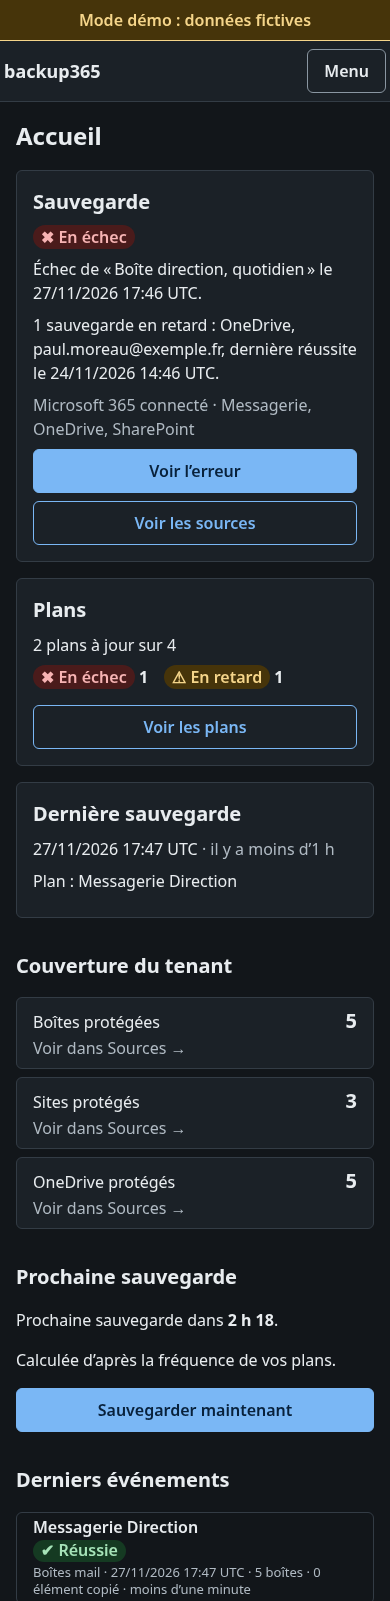 Mode démo : données fictives
backup365
Menu
Accueil
Sauvegarde
✖ En échec
Échec de « Boîte direction, quotidien » le
27/11/2026 17:46 UTC.
1 sauvegarde en retard : OneDrive,
paul.moreau@exemple.fr, dernière réussite
le 24/11/2026 14:46 UTC.
Microsoft 365 connecté · Messagerie,
OneDrive, SharePoint
Voir l’erreur
Voir les sources
Plans
2 plans à jour sur 4
✖ En échec 1 ⚠ En retard 1
Voir les plans
Dernière sauvegarde
27/11/2026 17:47 UTC · il y a moins d’1 h
Plan : Messagerie Direction
Couverture du tenant
Boîtes protégées 5
Voir dans Sources →
Sites protégés 3
Voir dans Sources →
OneDrive protégés 5
Voir dans Sources →
Prochaine sauvegarde
Prochaine sauvegarde dans 2 h 18.
Calculée d’après la fréquence de vos plans.
Sauvegarder maintenant
Derniers événements
Messagerie Direction
✔ Réussie
Boîtes mail · 27/11/2026 17:47 UTC · 5 boîtes · 0
élément copié · moins d’une minute